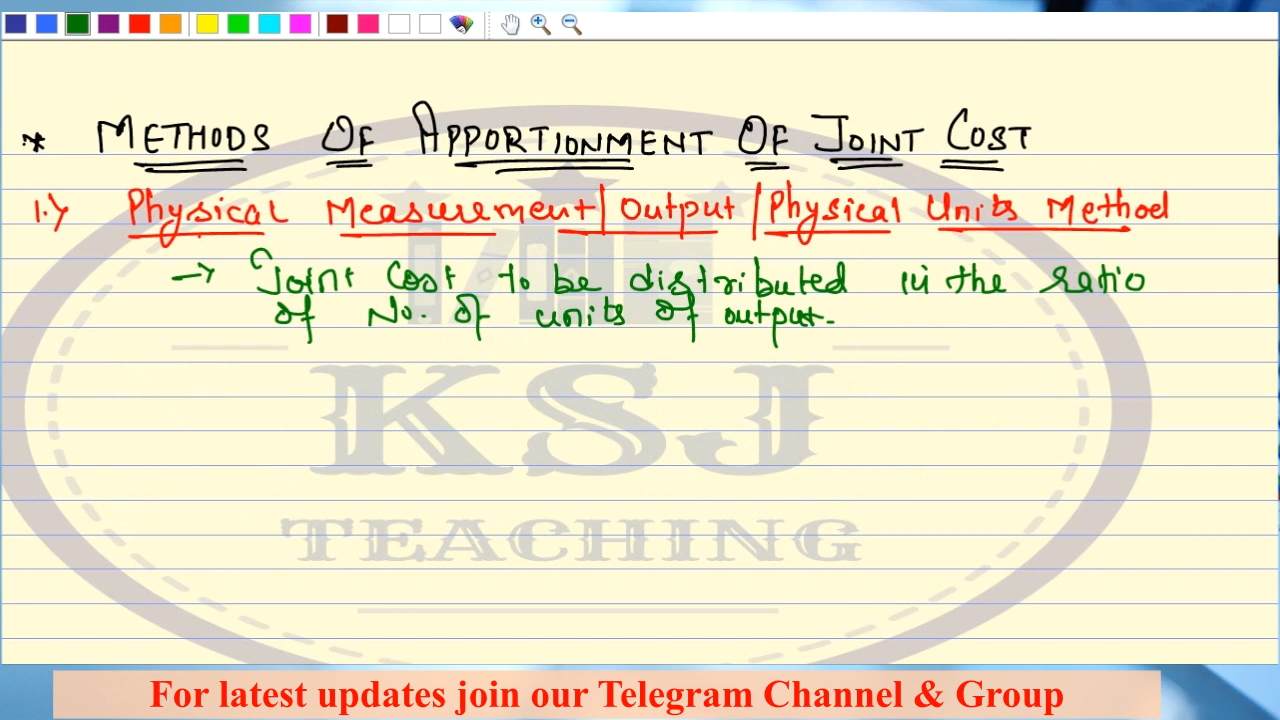 * METHODS OF APPORTIONMENT OF JOINT COST
1.) Physical Measurement/Output/Physical Units Method
→ Joint Cost to be distributed in the ratio
of No. of units of output.
KSJ
TEACHING
For latest updates join our Telegram Channel & Group